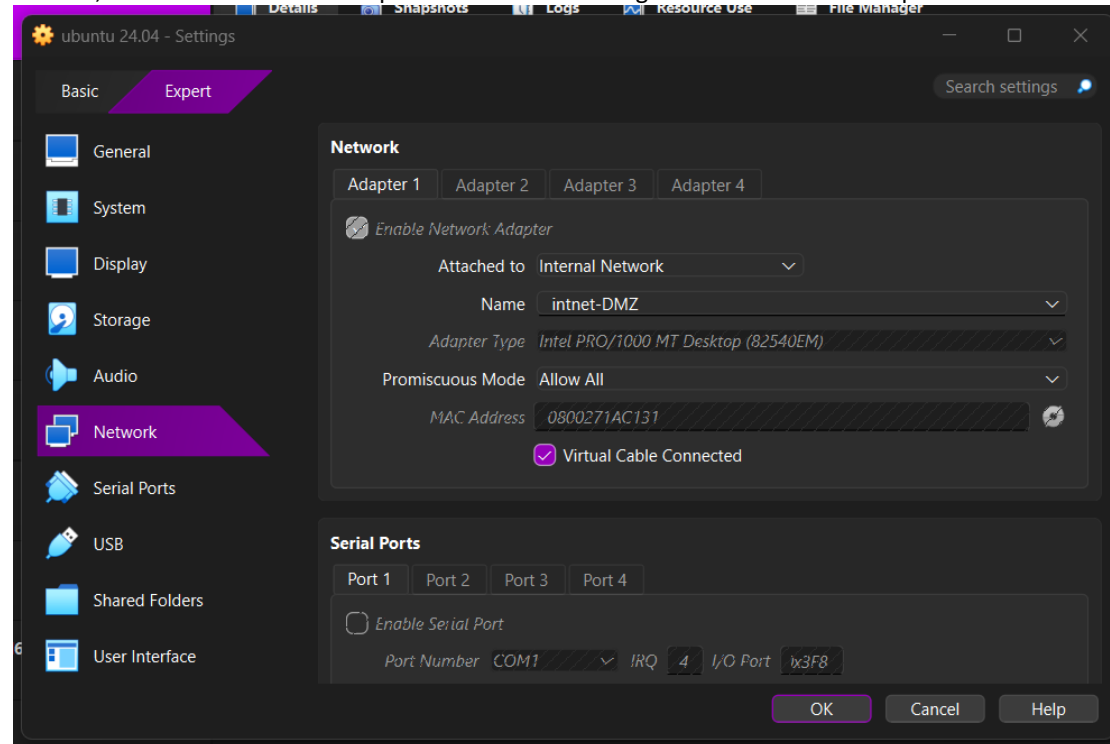 Details Snapshots Logs Resource Use File Manager
ubuntu 24.04 - Settings
Basic Expert Search settings
General
System
Display
Storage
Audio
Network
Serial Ports
USB
Shared Folders
User Interface
Network
Adapter 1 Adapter 2 Adapter 3 Adapter 4
Enable Network Adapter
Attached to Internal Network
Name intnet-DMZ
Adapter Type Intel PRO/1000 MT Desktop (82540EM)
Promiscuous Mode Allow All
MAC Address 0800271AC131
Virtual Cable Connected
Serial Ports
Port 1 Port 2 Port 3 Port 4
Enable Serial Port
Port Number COM1 IRQ 4 I/O Port 0x3F8
6
OK Cancel Help